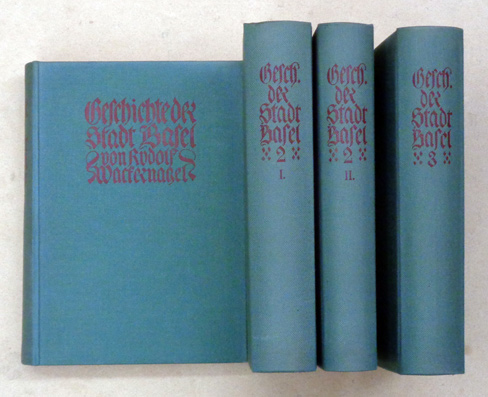 Geschichte der
Stadt Basel
von Rudolf
Wackernagel
Gesch.
der
Stadt
Basel
2
I.
Gesch.
der
Stadt
Basel
2
II.
Gesch.
der
Stadt
Basel
3